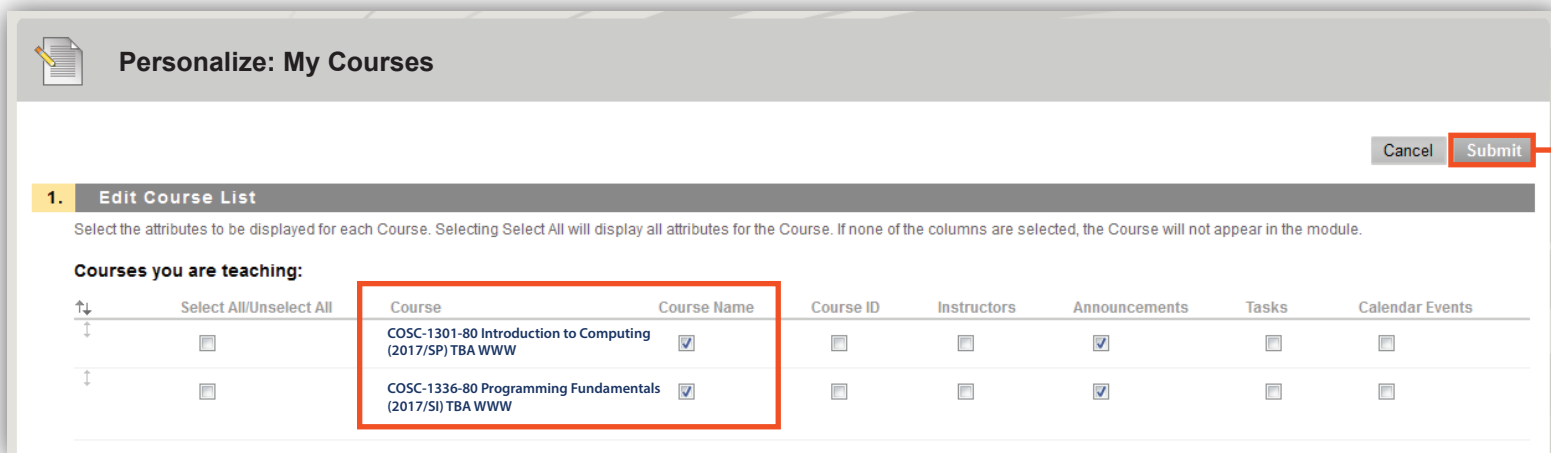 Personalize: My Courses
Cancel Submit
1. Edit Course List
Select the attributes to be displayed for each Course. Selecting Select All will display all attributes for the Course. If none of the columns are selected, the Course will not appear in the module.
Courses you are teaching:
Select All/Unselect All Course Course Name Course ID Instructors Announcements Tasks Calendar Events
COSC-1301-80 Introduction to Computing
(2017/SP) TBA WWW
COSC-1336-80 Programming Fundamentals
(2017/SI) TBA WWW